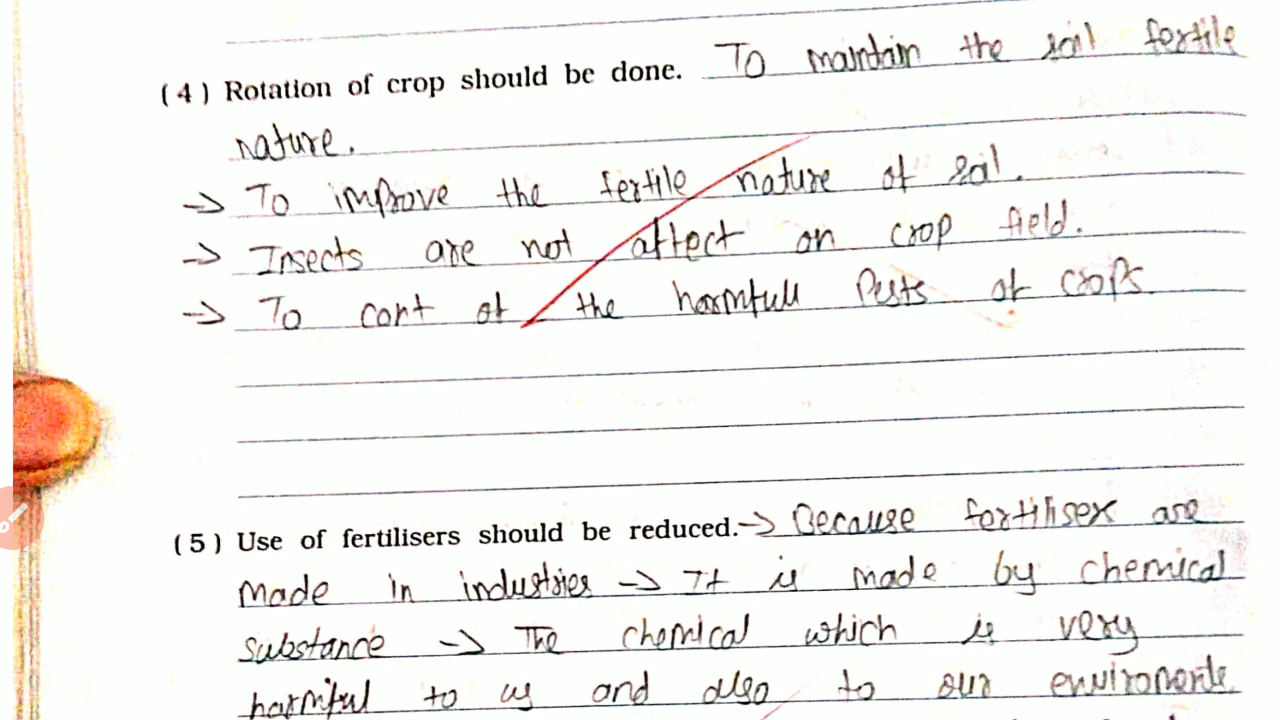 (4) Rotation of crop should be done. To maintain the soil fertile
nature.
→ To improve the fertile nature of soil.
→ Insects are not affect on crop field.
→ To cont of the harmfull Pests of crops
(5) Use of fertilisers should be reduced.→ Because fertiliser are
made in industries → It is made by chemical
substance → The chemical which is very
harmful to us and also to our environments